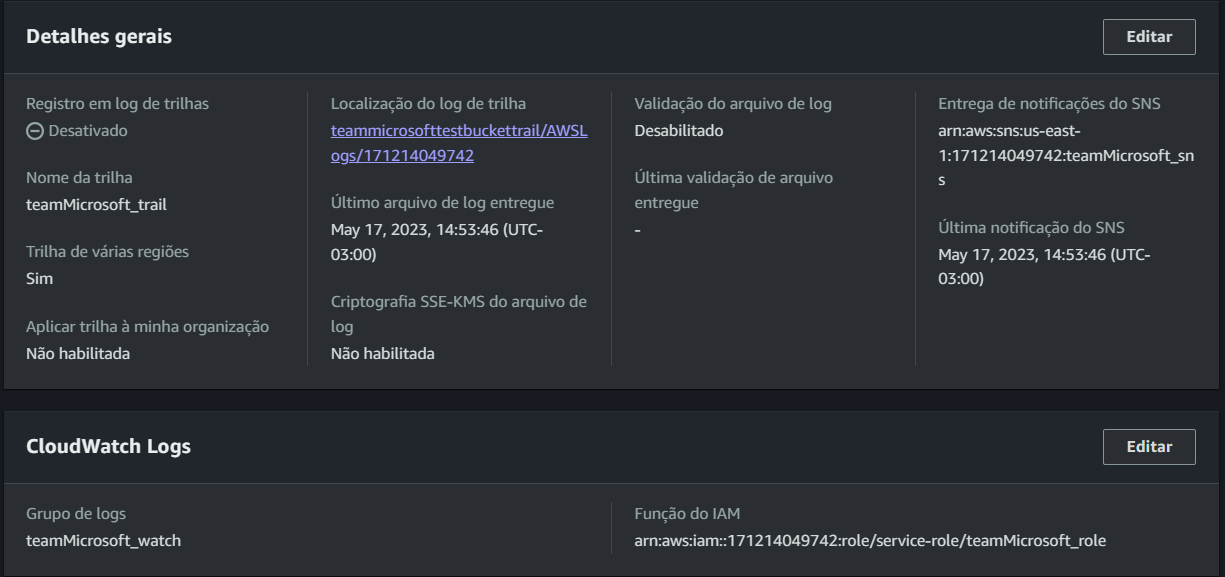 Detalhes gerais
Editar
Registro em log de trilhas
Desativado
Nome da trilha
teamMicrosoft_trail
Trilha de várias regiões
Sim
Aplicar trilha à minha organização
Não habilitada
Localização do log de trilha
teammicrosofttestbuckettrail/AWSL
ogs/171214049742
Último arquivo de log entregue
May 17, 2023, 14:53:46 (UTC-
03:00)
Criptografia SSE-KMS do arquivo de
log
Não habilitada
Validação do arquivo de log
Desabilitado
Última validação de arquivo
entregue
-
Entrega de notificações do SNS
arn:aws:sns:us-east-
1:171214049742:teamMicrosoft_sn
s
Última notificação do SNS
May 17, 2023, 14:53:46 (UTC-
03:00)
CloudWatch Logs
Editar
Grupo de logs
teamMicrosoft_watch
Função do IAM
arn:aws:iam::171214049742:role/service-role/teamMicrosoft_role